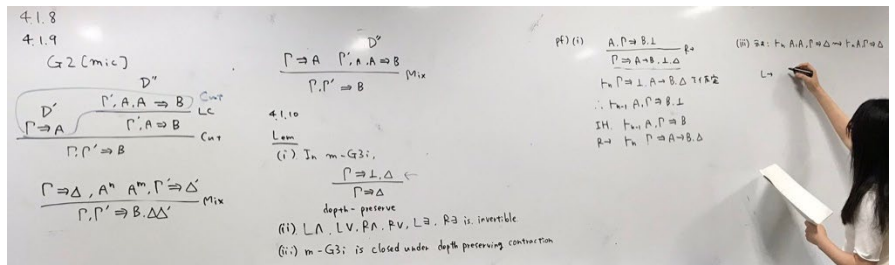 4.1.8
4.1.9
G2[mic]
D"
Γ', A, A ⇒ B Cut
D'
LC
Γ ⇒ A Γ', A ⇒ B
Cut
Γ, Γ' ⇒ B
Γ ⇒ Δ, Aⁿ Aᵐ, Γ' ⇒ Δ'
Mix
Γ, Γ' ⇒ B, ΔΔ'
D"
Γ ⇒ A Γ', A, A ⇒ B
Mix
Γ, Γ' ⇒ B
4.1.10
Lem
(i) In m-G3i,
Γ ⇒ ⊥, Δ ←
Γ ⇒ Δ
depth-preserve
(ii) L∧, L∨, R∧, R∨, L∃, R∃ is invertible
(iii) m-G3i is closed under depth preserving contraction
pf) (i)
A, Γ ⇒ B, ⊥
R→
Γ ⇒ A→B, ⊥, Δ
⊢ₙ Γ ⇒ ⊥, A→B, Δ
∴ ⊢ₙ₋₁ A, Γ ⇒ B, ⊥
IH. ⊢ₙ₋₁ A, Γ ⇒ B
R→ ⊢ₙ Γ ⇒ A→B, Δ
(iii) ⊢ₙ A, A, Γ ⇒ Δ ⇝ ⊢ₙ A, Γ ⇒ Δ
L→